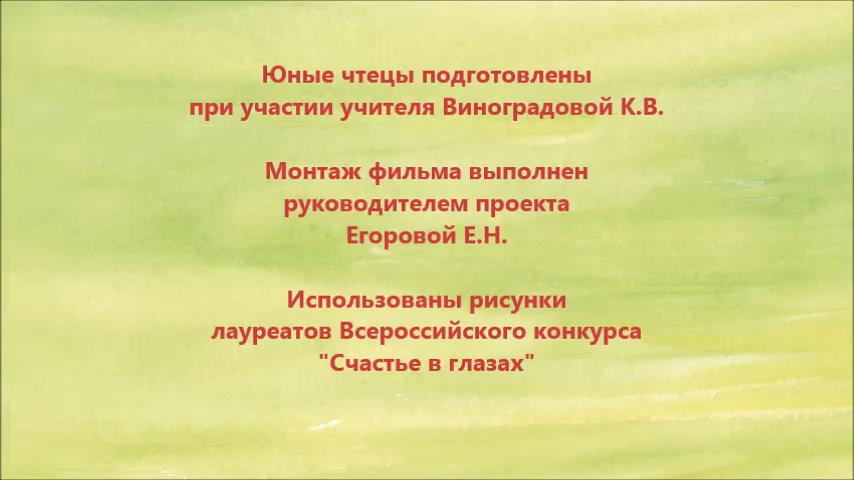 Юные чтецы подготовлены
при участии учителя Виноградовой К.В.
Монтаж фильма выполнен
руководителем проекта
Егоровой Е.Н.
Использованы рисунки
лауреатов Всероссийского конкурса
"Счастье в глазах"